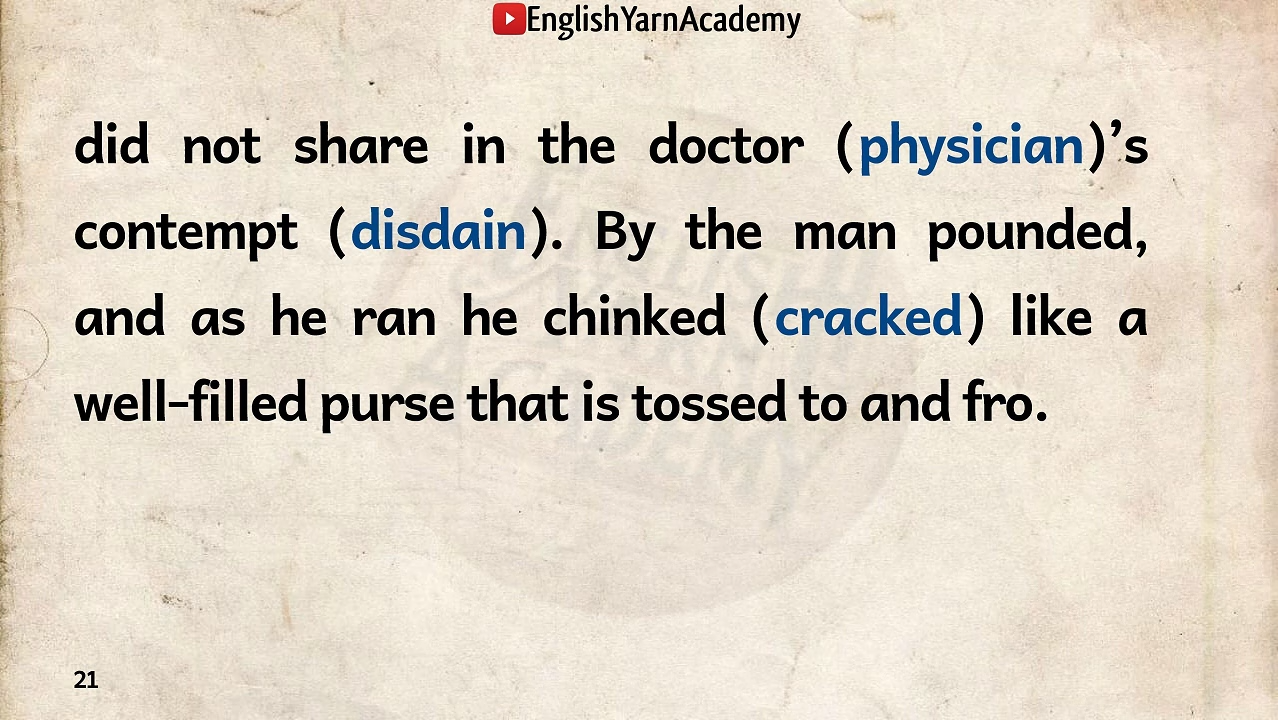 EnglishYarnAcademy
did not share in the doctor (physician)’s
contempt (disdain). By the man pounded,
and as he ran he chinked (cracked) like a
well-filled purse that is tossed to and fro.
21